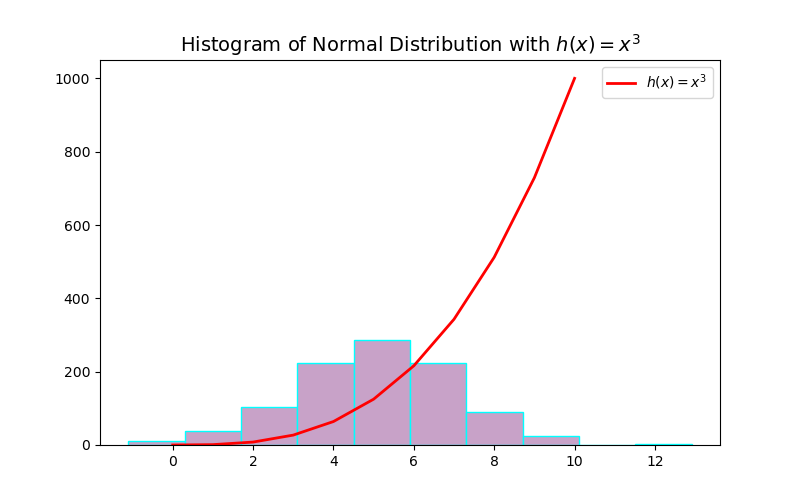 Histogram of Normal Distribution with h(x) = x³
h(x) = x³
1000
800
600
400
200
0
0 2 4 6 8 10 12